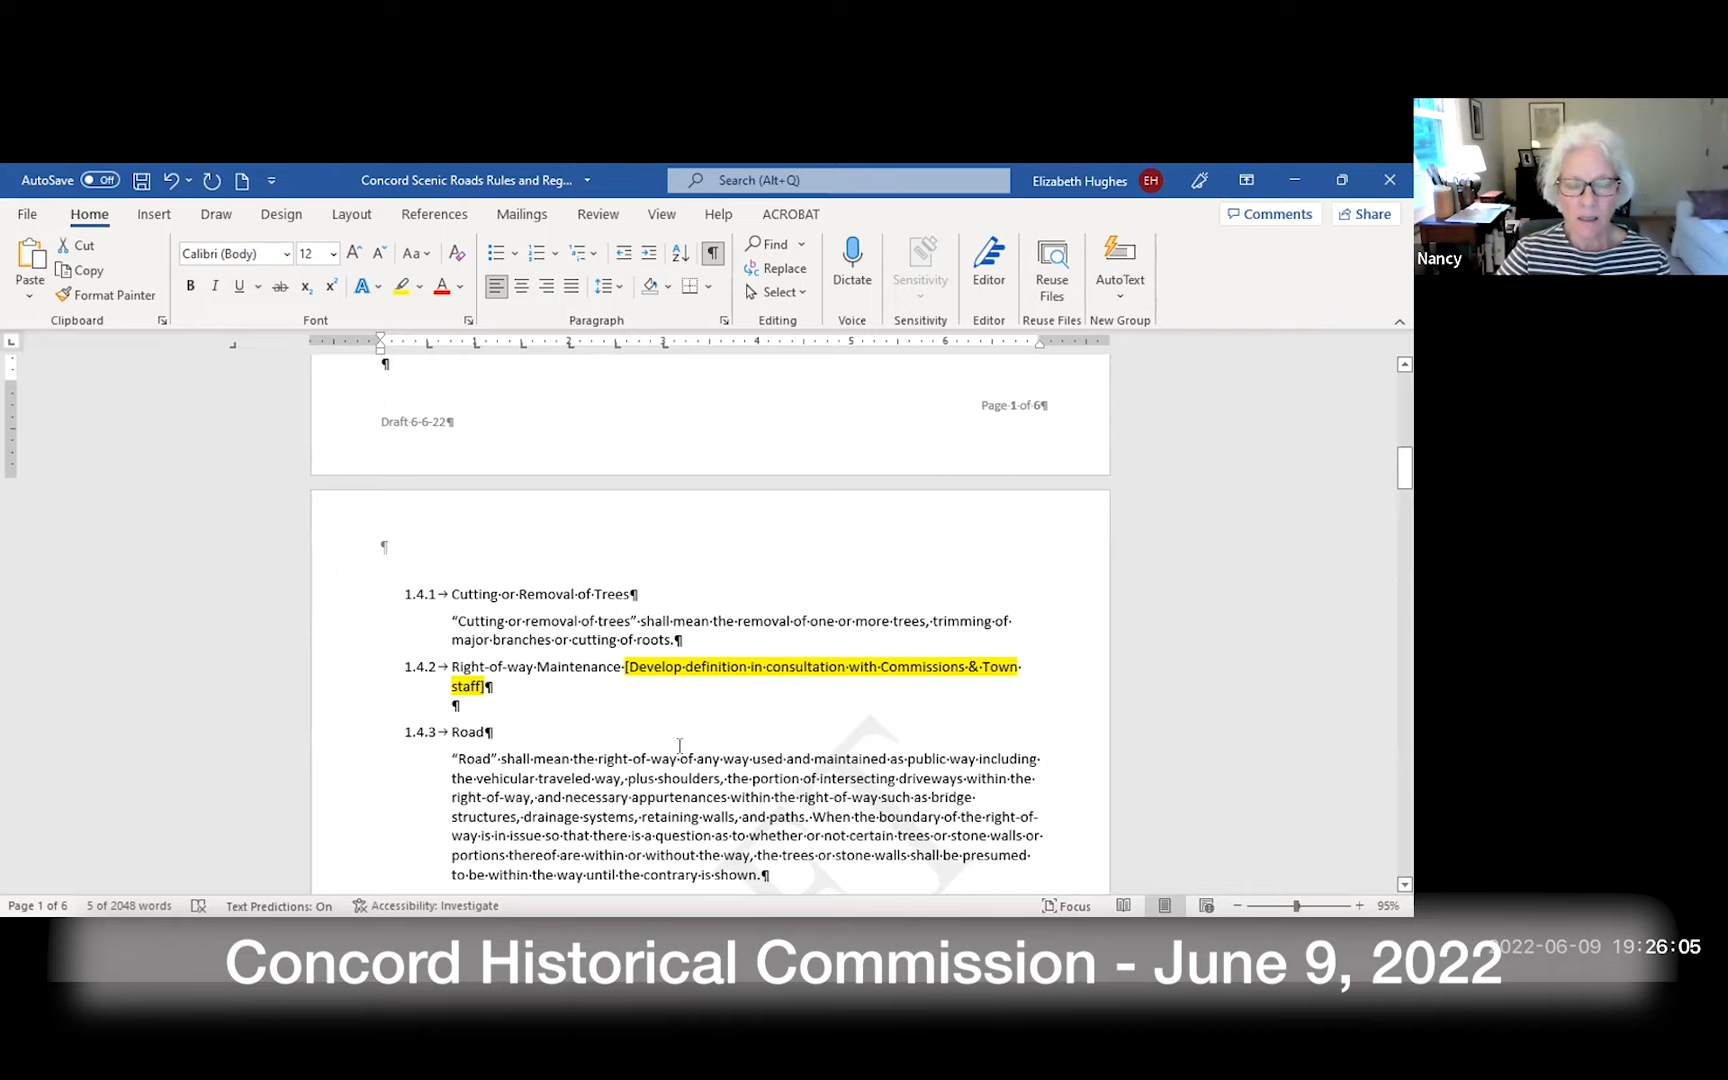 AutoSave Off Concord Scenic Roads Rules and Reg... Search (Alt+Q) Elizabeth Hughes EH
File Home Insert Draw Design Layout References Mailings Review View Help ACROBAT Comments Share
Paste Cut Copy Format Painter Clipboard
Calibri (Body) 12 Font
Paragraph
Find Replace Select Editing
Dictate Voice
Sensitivity Sensitivity
Editor Editor
Reuse Files Reuse Files
AutoText New Group
Nancy
1 2 3 4 5 6
¶
Page·1·of·6¶
Draft·6-6-22¶
¶
1.4.1→Cutting·or·Removal·of·Trees¶
“Cutting·or·removal·of·trees”·shall·mean·the·removal·of·one·or·more·trees,·trimming·of·
major·branches·or·cutting·of·roots.¶
1.4.2→Right-of-way·Maintenance·[Develop·definition·in·consultation·with·Commissions·&·Town·
staff]¶
¶
1.4.3→Road¶
“Road”·shall·mean·the·right-of-way·of·any·way·used·and·maintained·as·public·way·including·
the·vehicular·traveled·way,·plus·shoulders,·the·portion·of·intersecting·driveways·within·the·
right-of-way,·and·necessary·appurtenances·within·the·right-of-way·such·as·bridge·
structures,·drainage·systems,·retaining·walls,·and·paths.·When·the·boundary·of·the·right-of-
way·is·in·issue·so·that·there·is·a·question·as·to·whether·or·not·certain·trees·or·stone·walls·or·
portions·thereof·are·within·or·without·the·way,·the·trees·or·stone·walls·shall·be·presumed·
to·be·within·the·way·until·the·contrary·is·shown.¶
Page 1 of 6 5 of 2048 words Text Predictions: On Accessibility: Investigate Focus 95%
Concord Historical Commission - June 9, 2022
2022-06-09 19:26:05